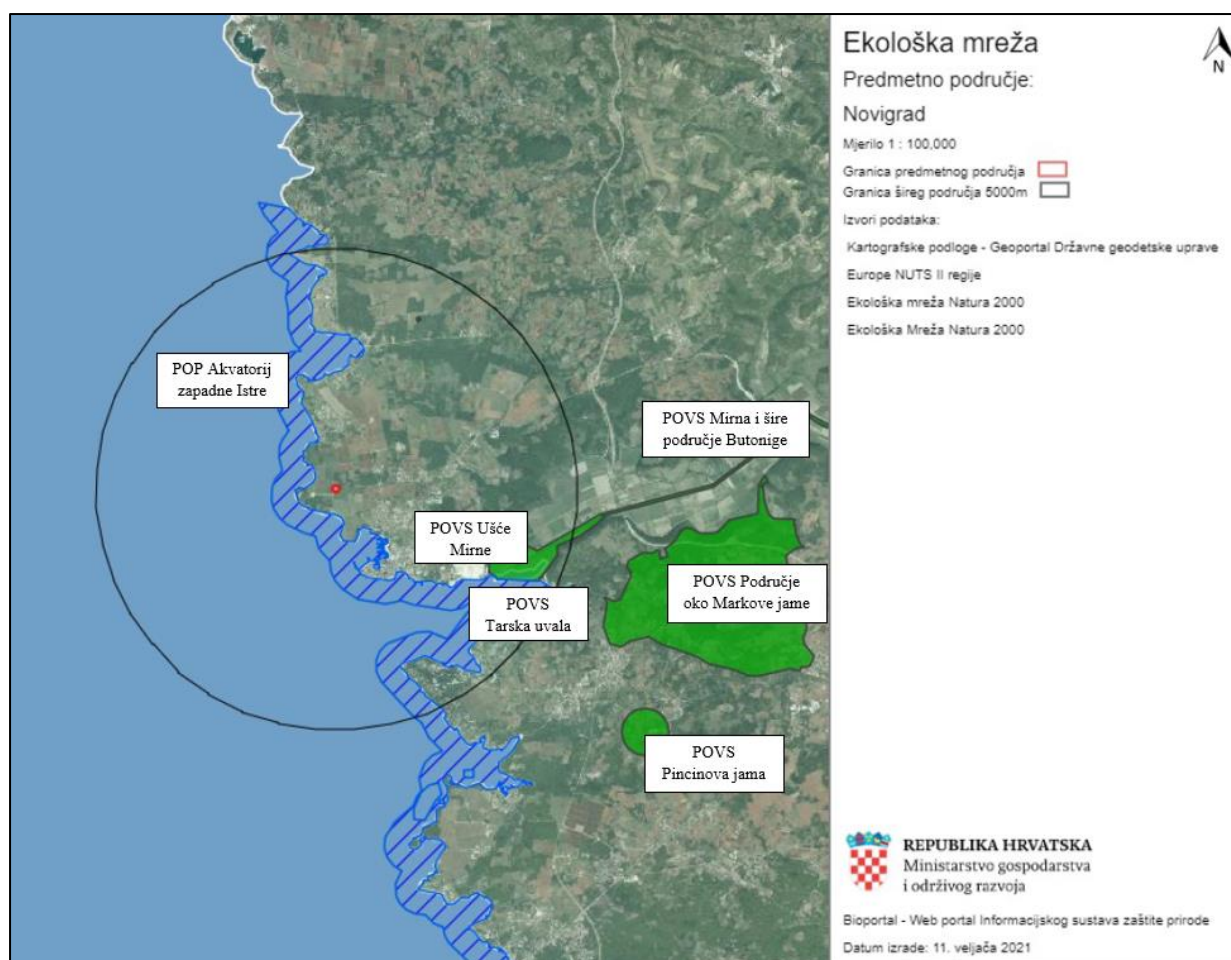 Ekološka mreža
N
Predmetno područje:
Novigrad
Mjerilo 1 : 100,000
Granica predmetnog područja
Granica šireg područja 5000m
Izvori podataka:
Kartografske podloge - Geoportal Državne geodetske uprave
Europe NUTS II regije
Ekološka mreža Natura 2000
Ekološka Mreža Natura 2000
POP Akvatorij
zapadne Istre
POVS Mirna i šire
područje Butonige
POVS Ušće
Mirne
POVS
Tarska uvala
POVS Područje
oko Markove jame
POVS
Pincinova jama
REPUBLIKA HRVATSKA
Ministarstvo gospodarstva
i održivog razvoja
Bioportal - Web portal Informacijskog sustava zaštite prirode
Datum izrade: 11. veljača 2021